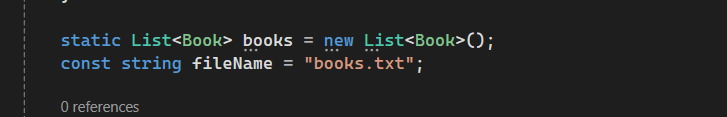 static List<Book> books = new List<Book>();
const string fileName = "books.txt";
0 references